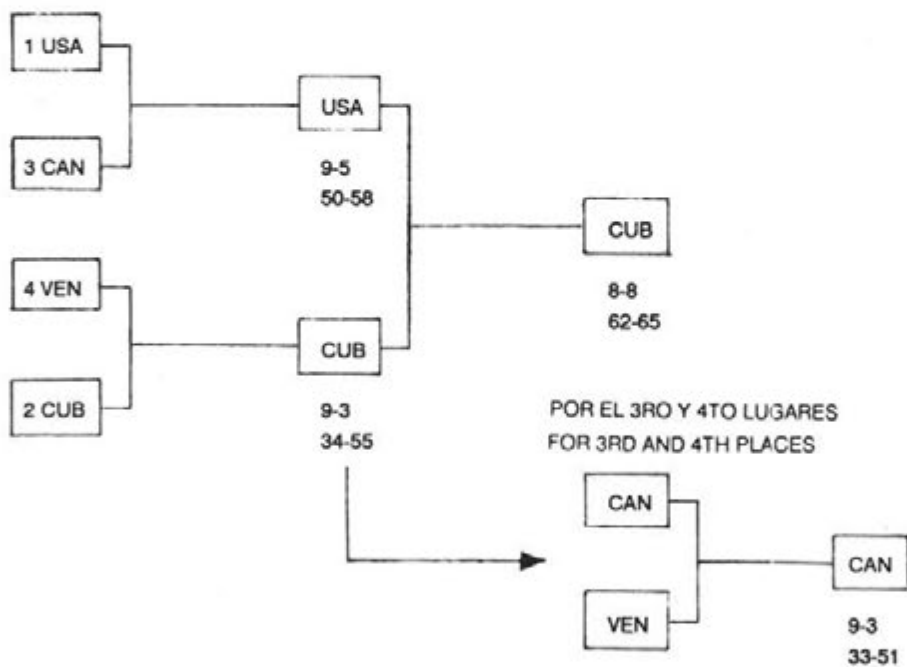 1 USA
USA
3 CAN
9-5
50-58
CUB
4 VEN
8-8
62-65
CUB
2 CUB
9-3
34-55
POR EL 3RO Y 4TO LUGARES
FOR 3RD AND 4TH PLACES
CAN
CAN
VEN
9-3
33-51